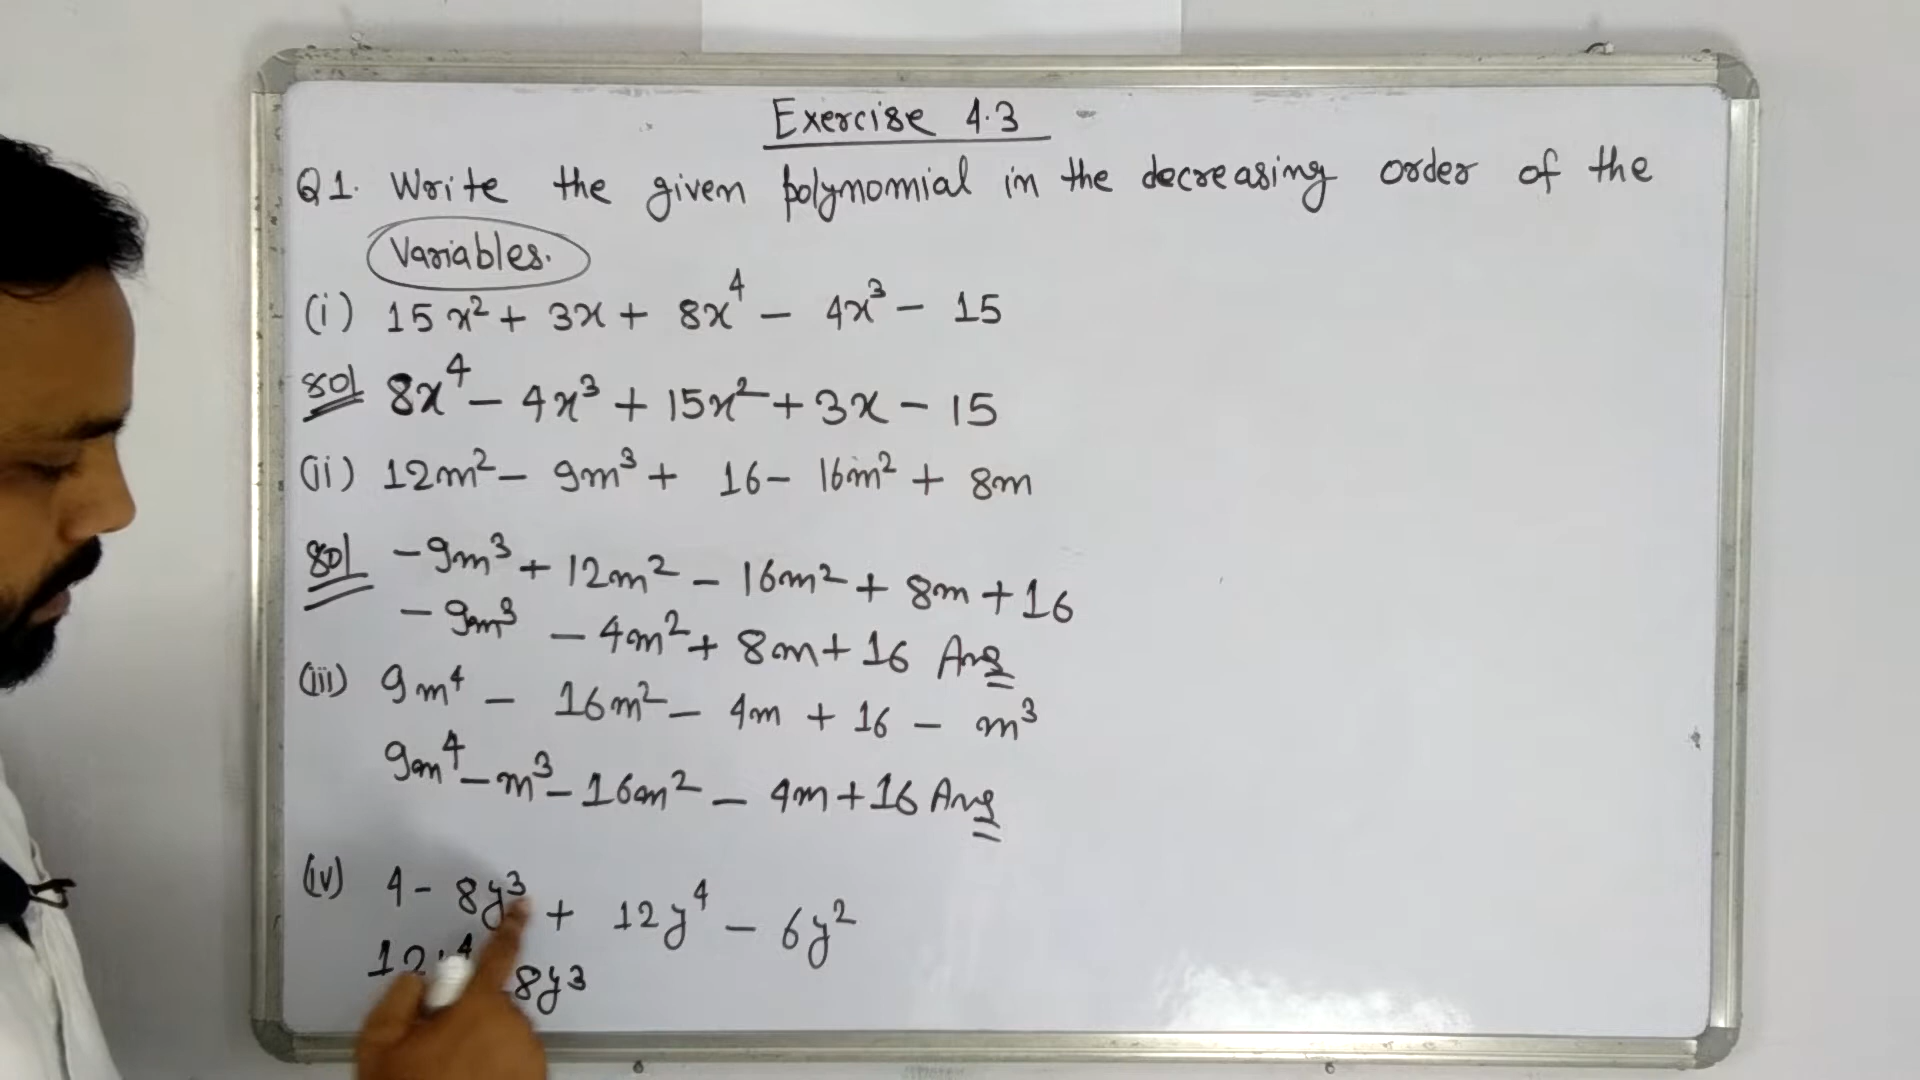 Exercise 4.3
Q1. Write the given polynomial in the decreasing order of the
Variables.
(i) 15x² + 3x + 8x⁴ - 4x³ - 15
Sol 8x⁴ - 4x³ + 15x² + 3x - 15
(ii) 12m² - 9m³ + 16 - 16m² + 8m
Sol -9m³ + 12m² - 16m² + 8m + 16
-9m³ - 4m² + 8m + 16 Ans
(iii) 9m⁴ - 16m² - 4m + 16 - m³
9m⁴ - m³ - 16m² - 4m + 16 Ans
(iv) 4 - 8y³ + 12y⁴ - 6y²
8y³